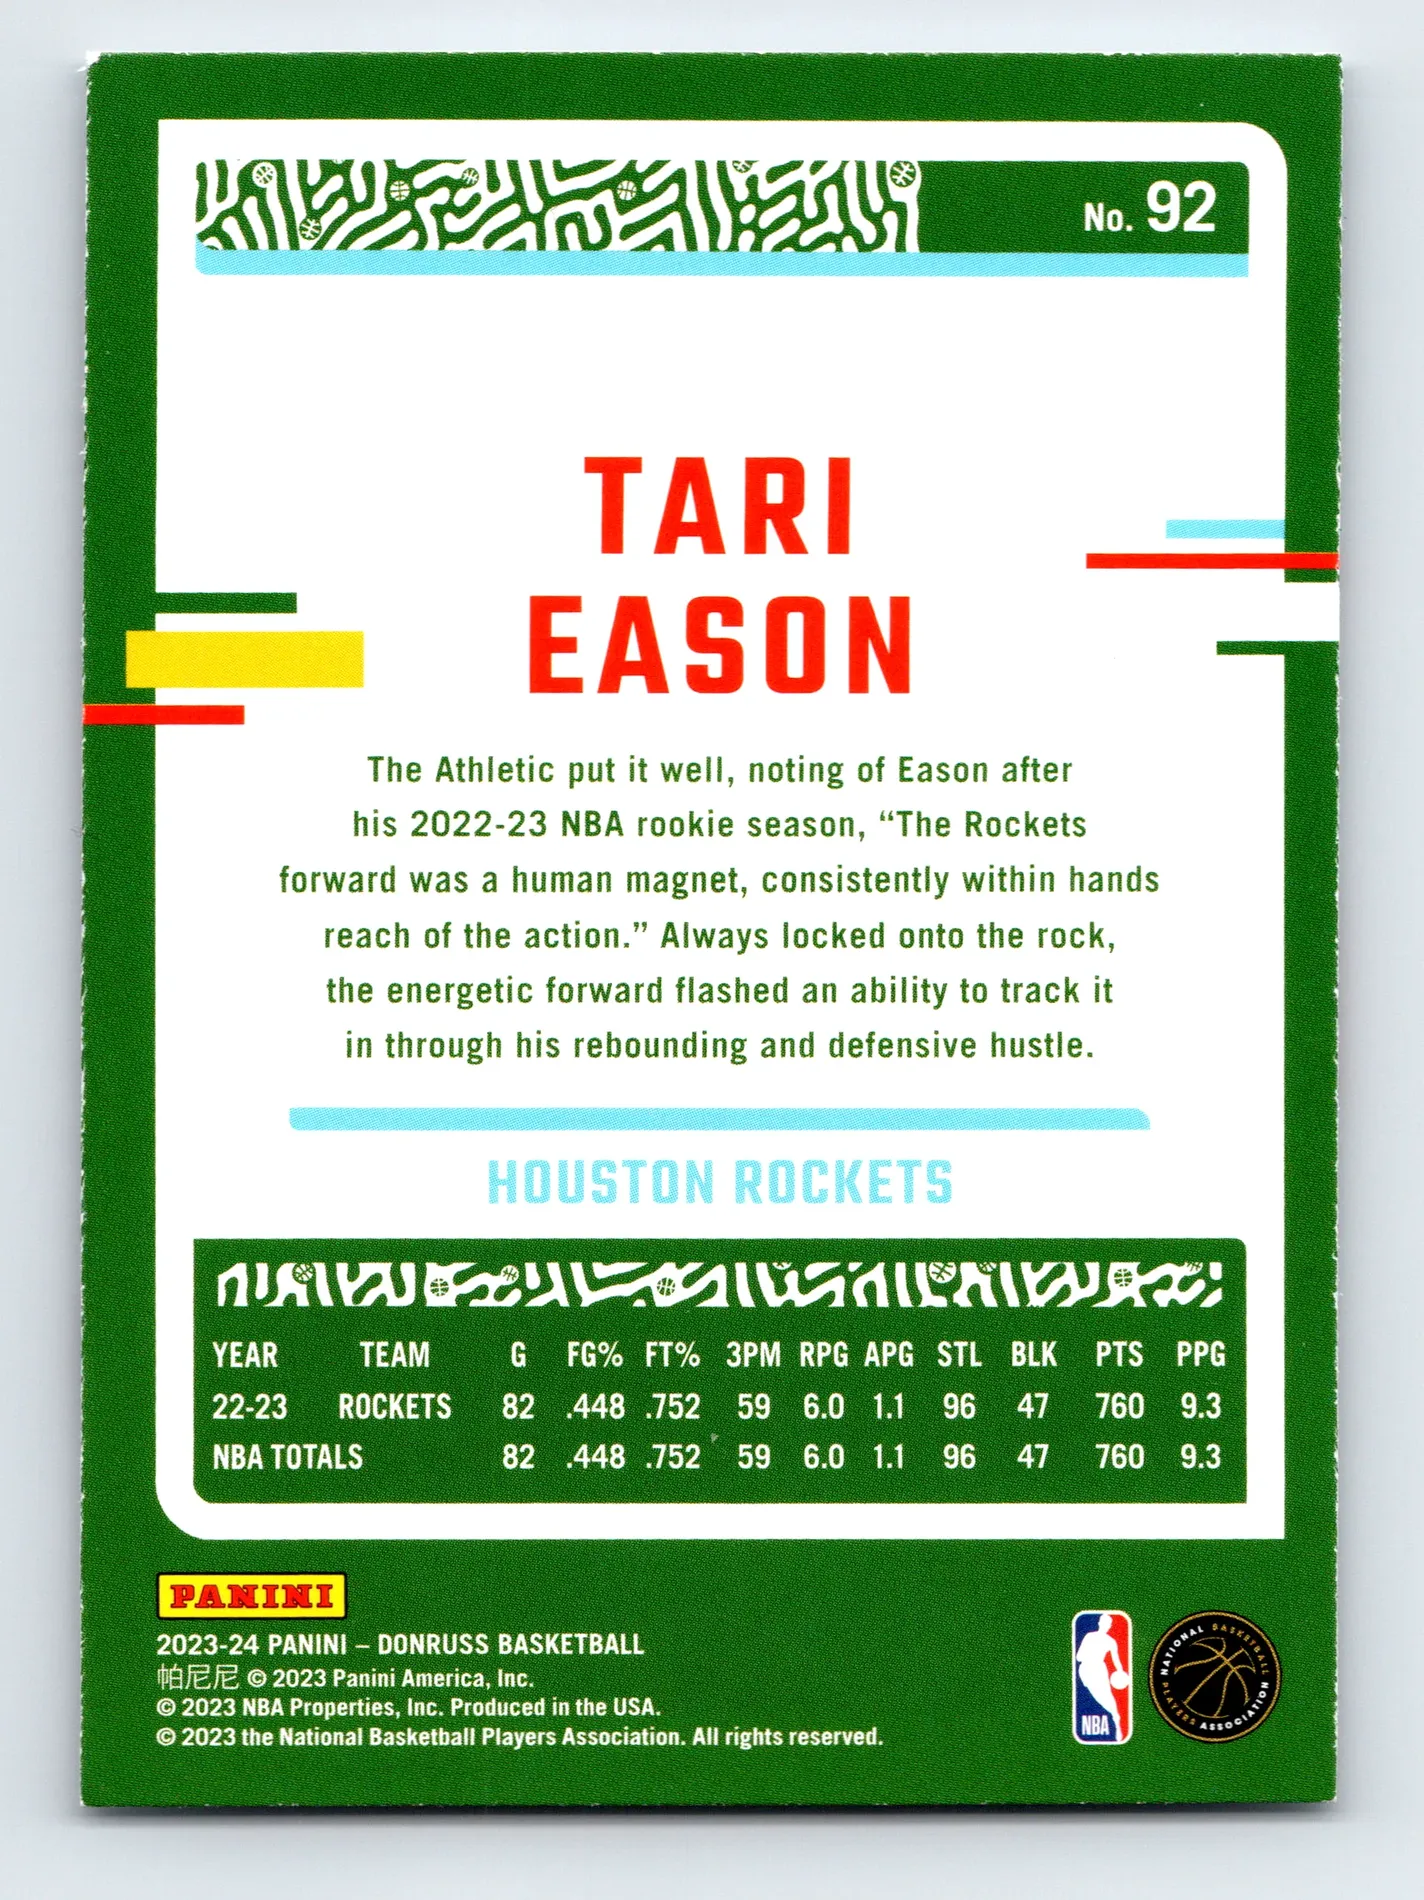 No. 92
TARI
EASON
The Athletic put it well, noting of Eason after
his 2022-23 NBA rookie season, “The Rockets
forward was a human magnet, consistently within hands
reach of the action.” Always locked onto the rock,
the energetic forward flashed an ability to track it
in through his rebounding and defensive hustle.
HOUSTON ROCKETS
YEAR TEAM G FG% FT% 3PM RPG APG STL BLK PTS PPG
22-23 ROCKETS 82 .448 .752 59 6.0 1.1 96 47 760 9.3
NBA TOTALS 82 .448 .752 59 6.0 1.1 96 47 760 9.3
PANINI
2023-24 PANINI – DONRUSS BASKETBALL
帕尼尼 © 2023 Panini America, Inc.
© 2023 NBA Properties, Inc. Produced in the USA.
© 2023 the National Basketball Players Association. All rights reserved.
NBA
NATIONAL BASKETBALL PLAYERS ASSOCIATION